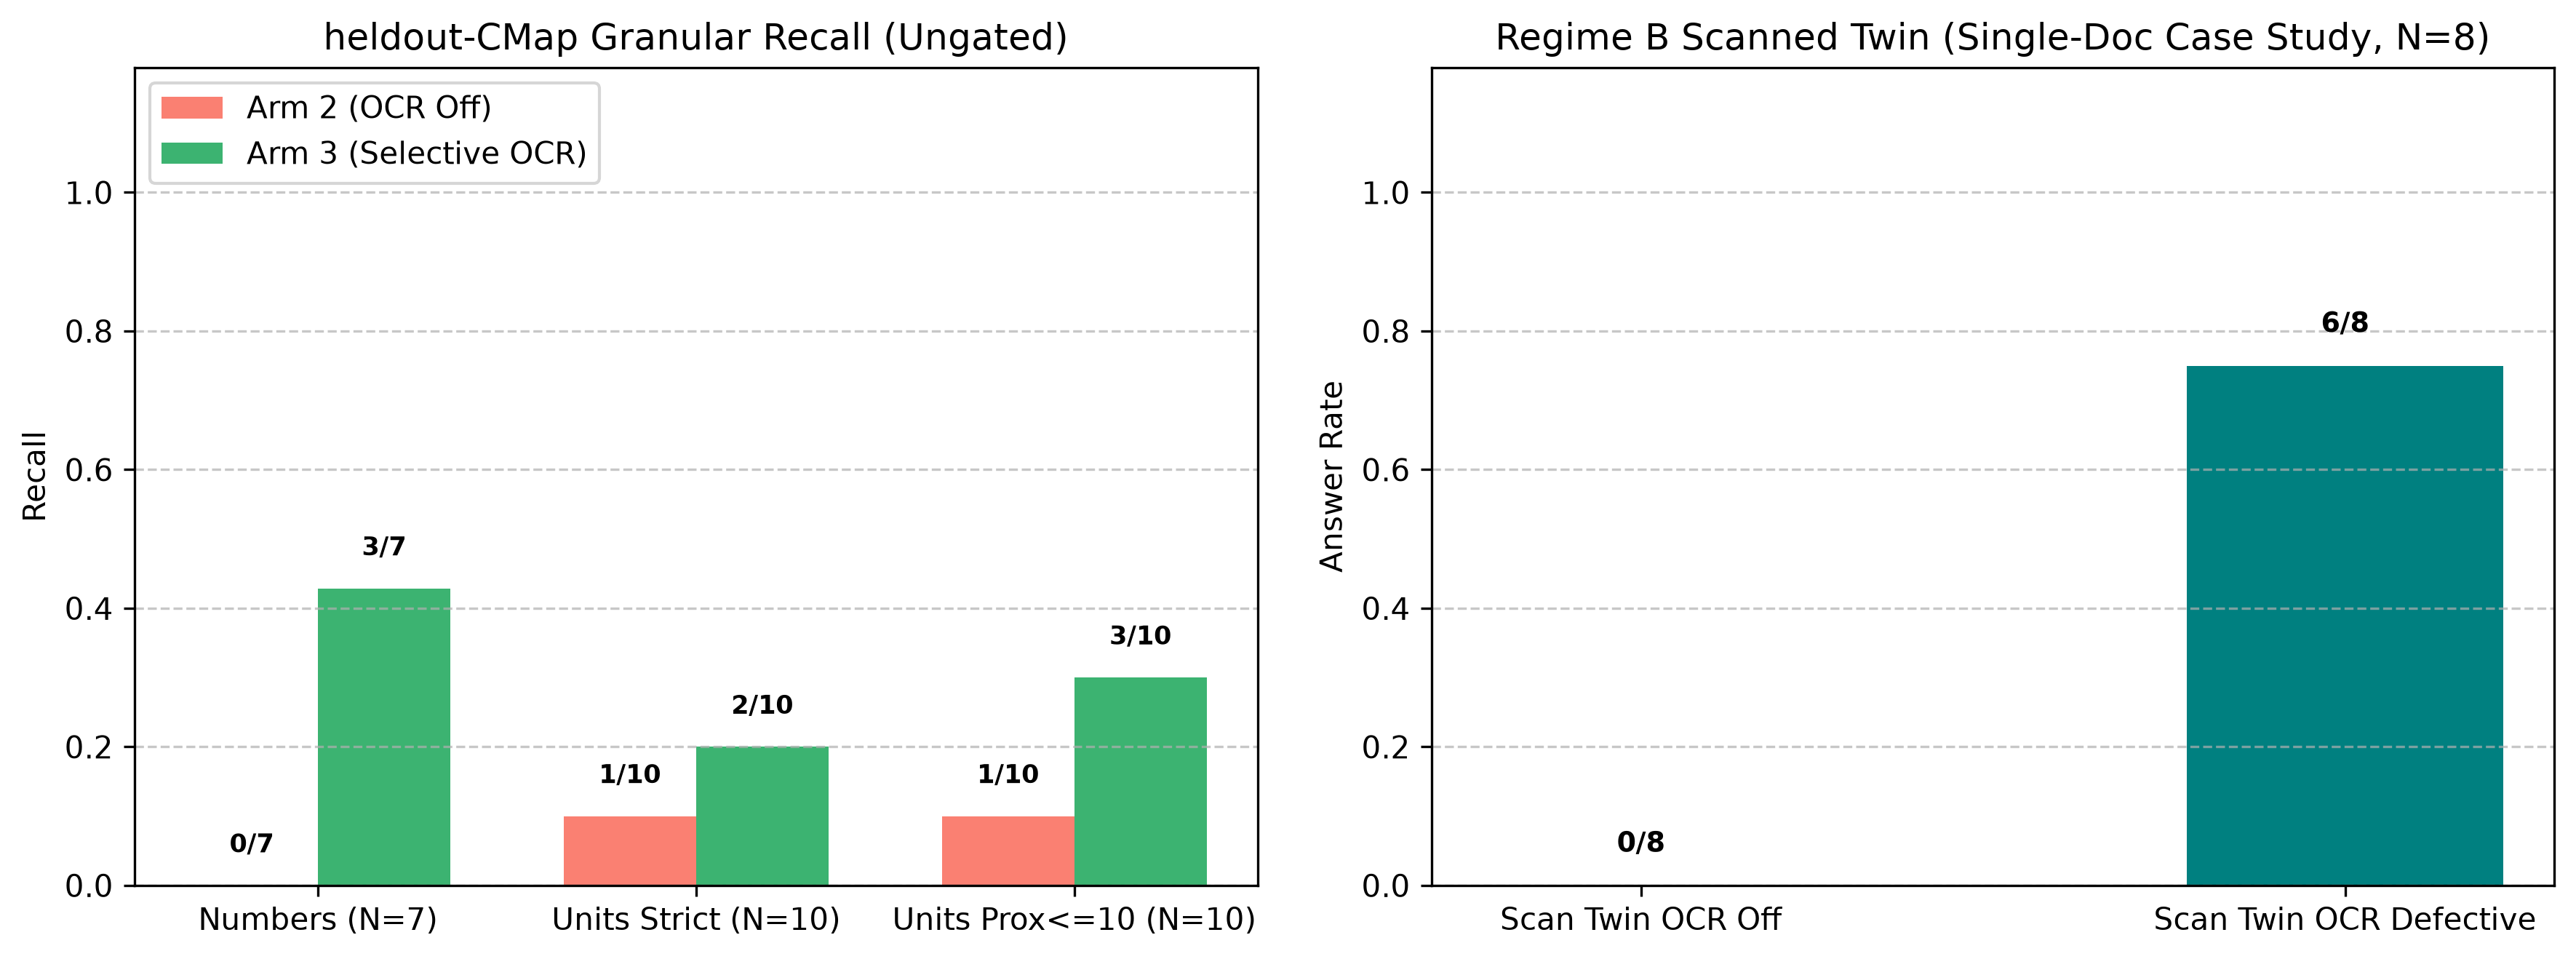 heldout-CMap Granular Recall (Ungated)
Arm 2 (OCR Off)
Arm 3 (Selective OCR)
Recall
1.0
0.8
0.6
0.4
0.2
0.0
0/7
3/7
1/10
2/10
1/10
3/10
Numbers (N=7)
Units Strict (N=10)
Units Prox<=10 (N=10)
Regime B Scanned Twin (Single-Doc Case Study, N=8)
Answer Rate
1.0
0.8
0.6
0.4
0.2
0.0
0/8
6/8
Scan Twin OCR Off
Scan Twin OCR Defective